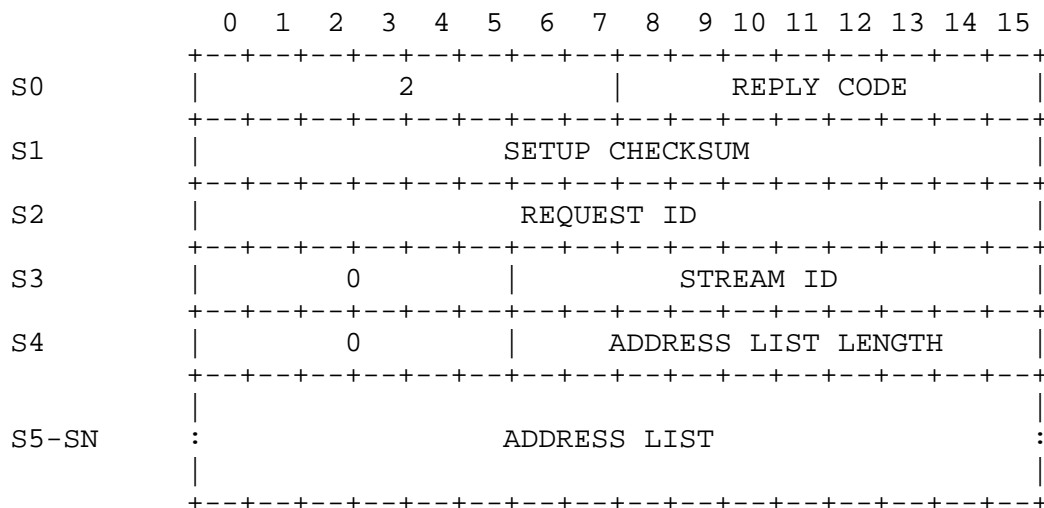 0 1 2 3 4 5 6 7 8 9 10 11 12 13 14 15
+--+--+--+--+--+--+--+--+--+--+--+--+--+--+--+--+
S0 | 2 | REPLY CODE |
+--+--+--+--+--+--+--+--+--+--+--+--+--+--+--+--+
S1 | SETUP CHECKSUM |
+--+--+--+--+--+--+--+--+--+--+--+--+--+--+--+--+
S2 | REQUEST ID |
+--+--+--+--+--+--+--+--+--+--+--+--+--+--+--+--+
S3 | 0 | STREAM ID |
+--+--+--+--+--+--+--+--+--+--+--+--+--+--+--+--+
S4 | 0 | ADDRESS LIST LENGTH |
+--+--+--+--+--+--+--+--+--+--+--+--+--+--+--+--+
| |
S5-SN : ADDRESS LIST :
| |
+--+--+--+--+--+--+--+--+--+--+--+--+--+--+--+--+